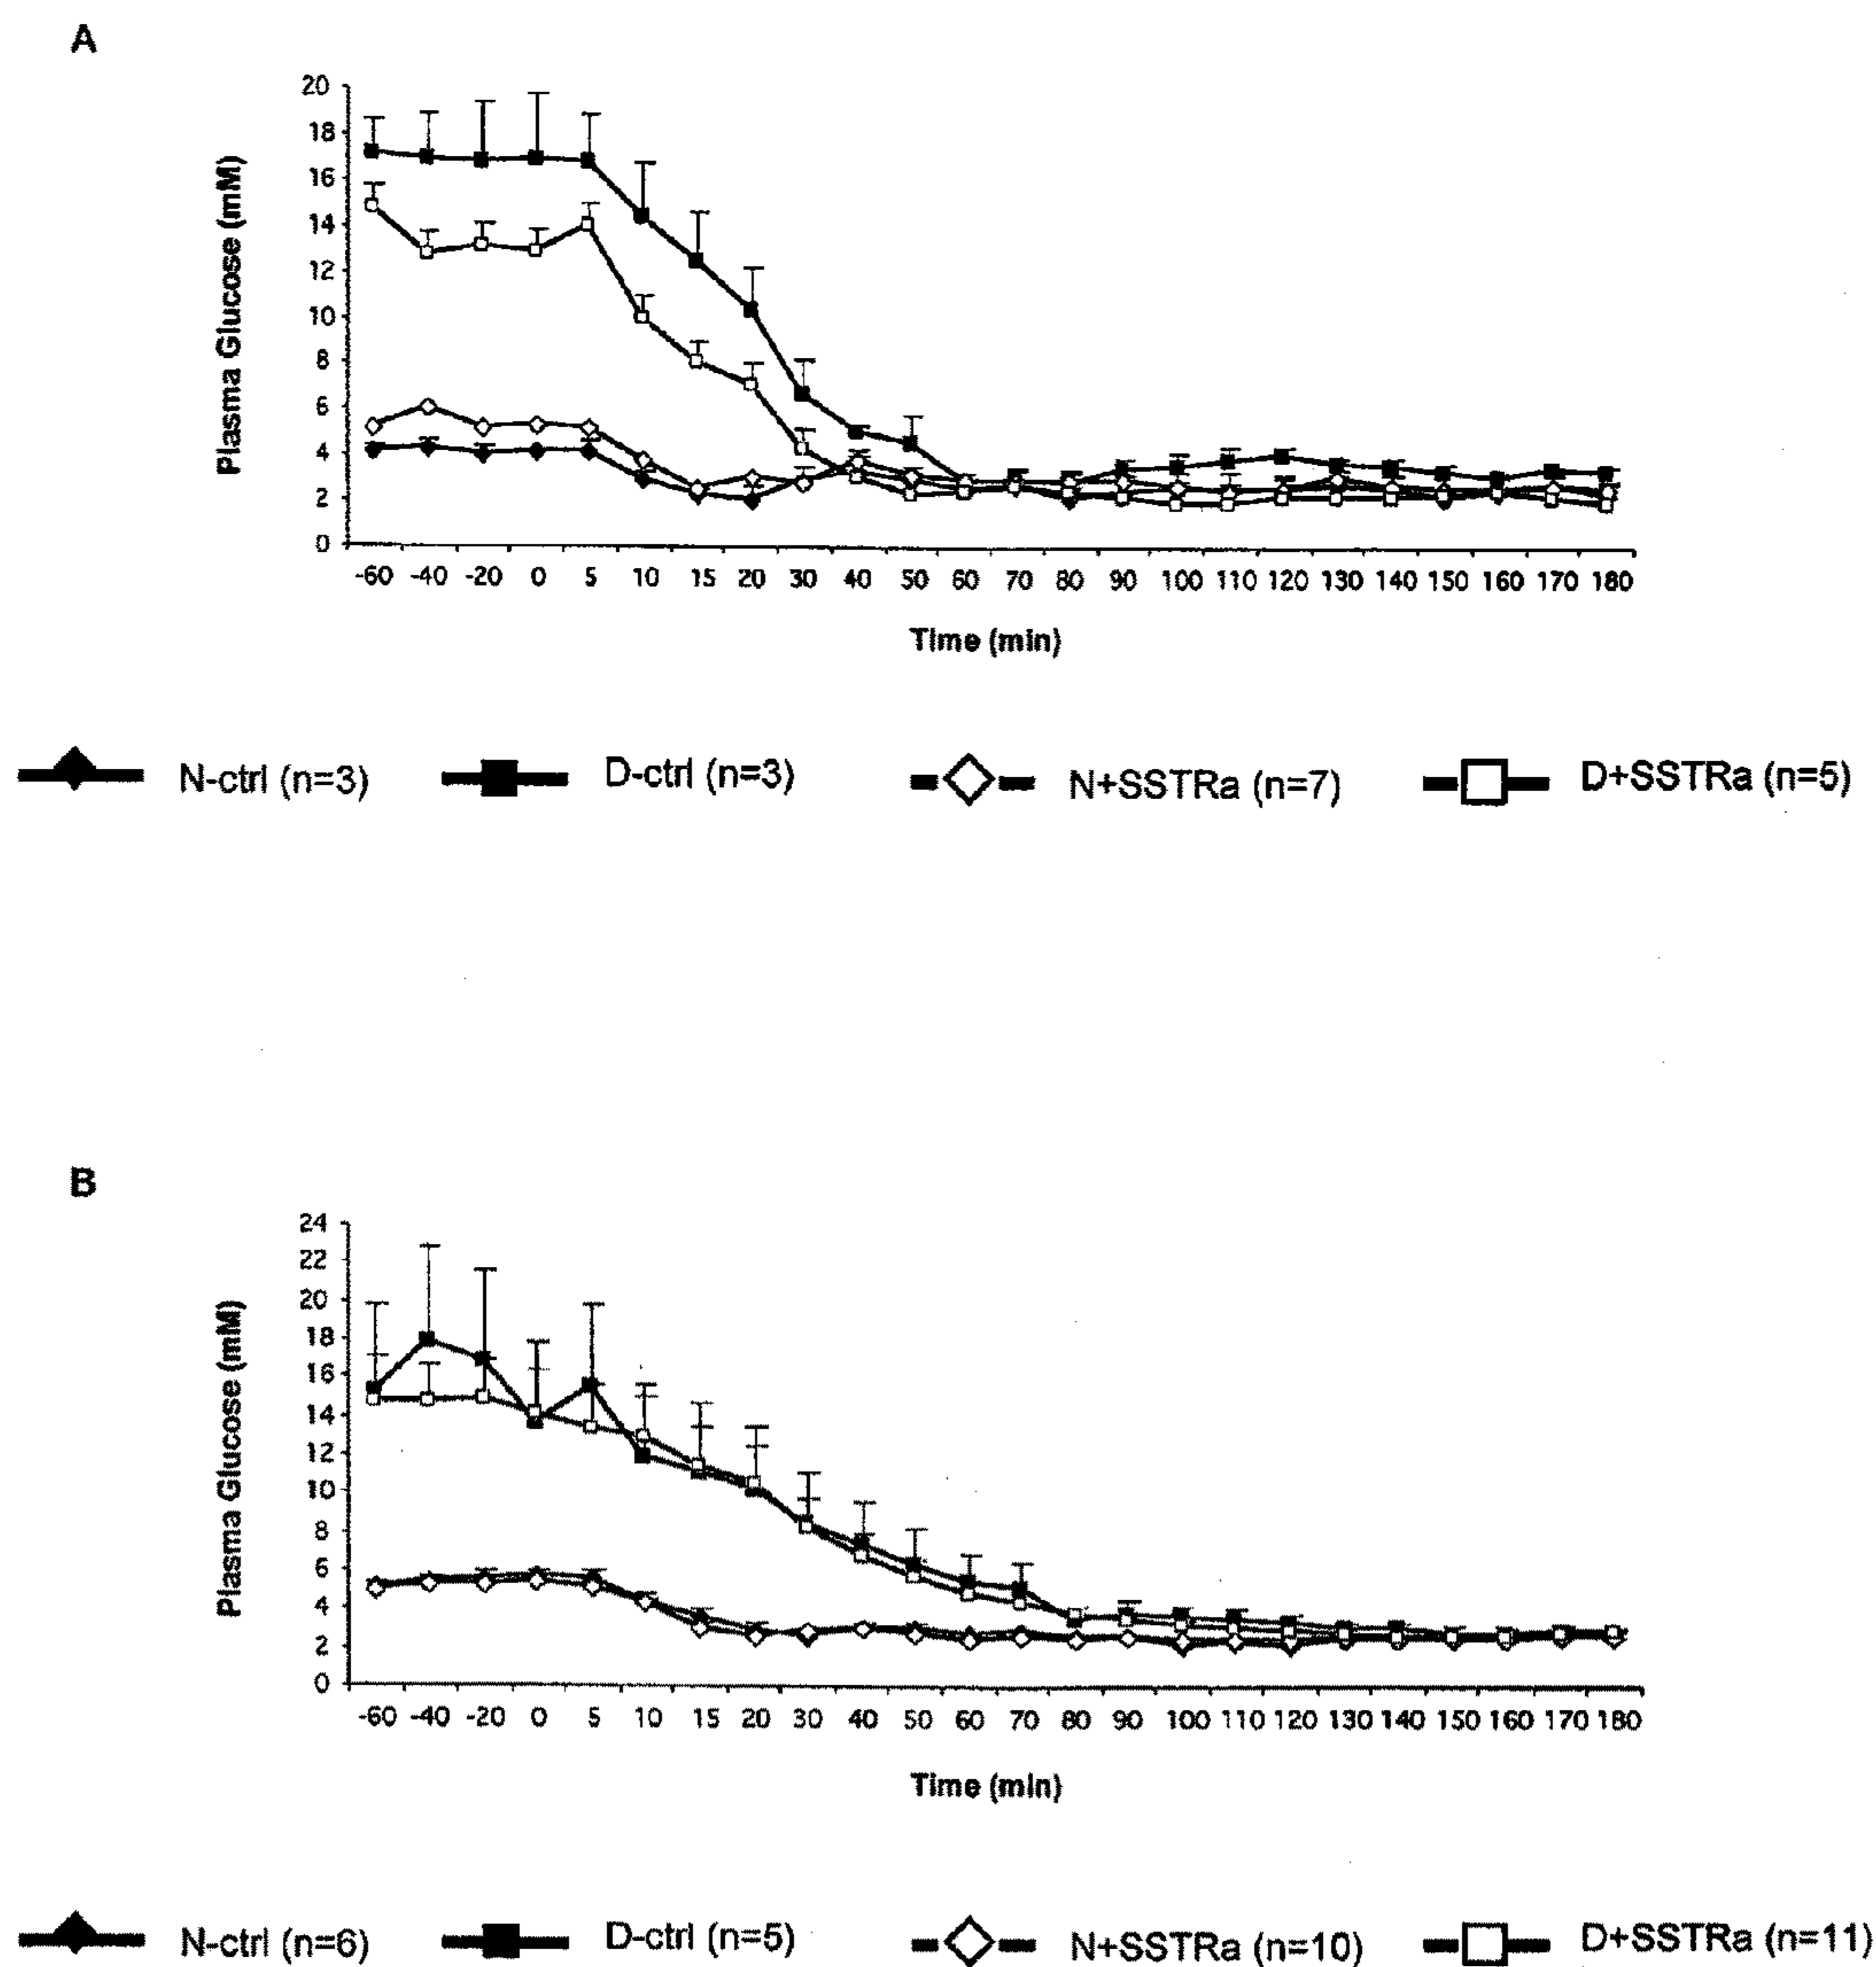 A
Plasma Glucose (mM)
20
18
16
14
12
10
8
6
4
2
0
-60 -40 -20 0 5 10 15 20 30 40 50 60 70 80 90 100 110 120 130 140 150 160 170 180
Time (min)
N-ctrl (n=3) D-ctrl (n=3) N+SSTRa (n=7) D+SSTRa (n=5)
B
Plasma Glucose (mM)
24
22
20
18
16
14
12
10
8
6
4
2
0
-60 -40 -20 0 5 10 15 20 30 40 50 60 70 80 90 100 110 120 130 140 150 160 170 180
Time (min)
N-ctrl (n=6) D-ctrl (n=5) N+SSTRa (n=10) D+SSTRa (n=11)